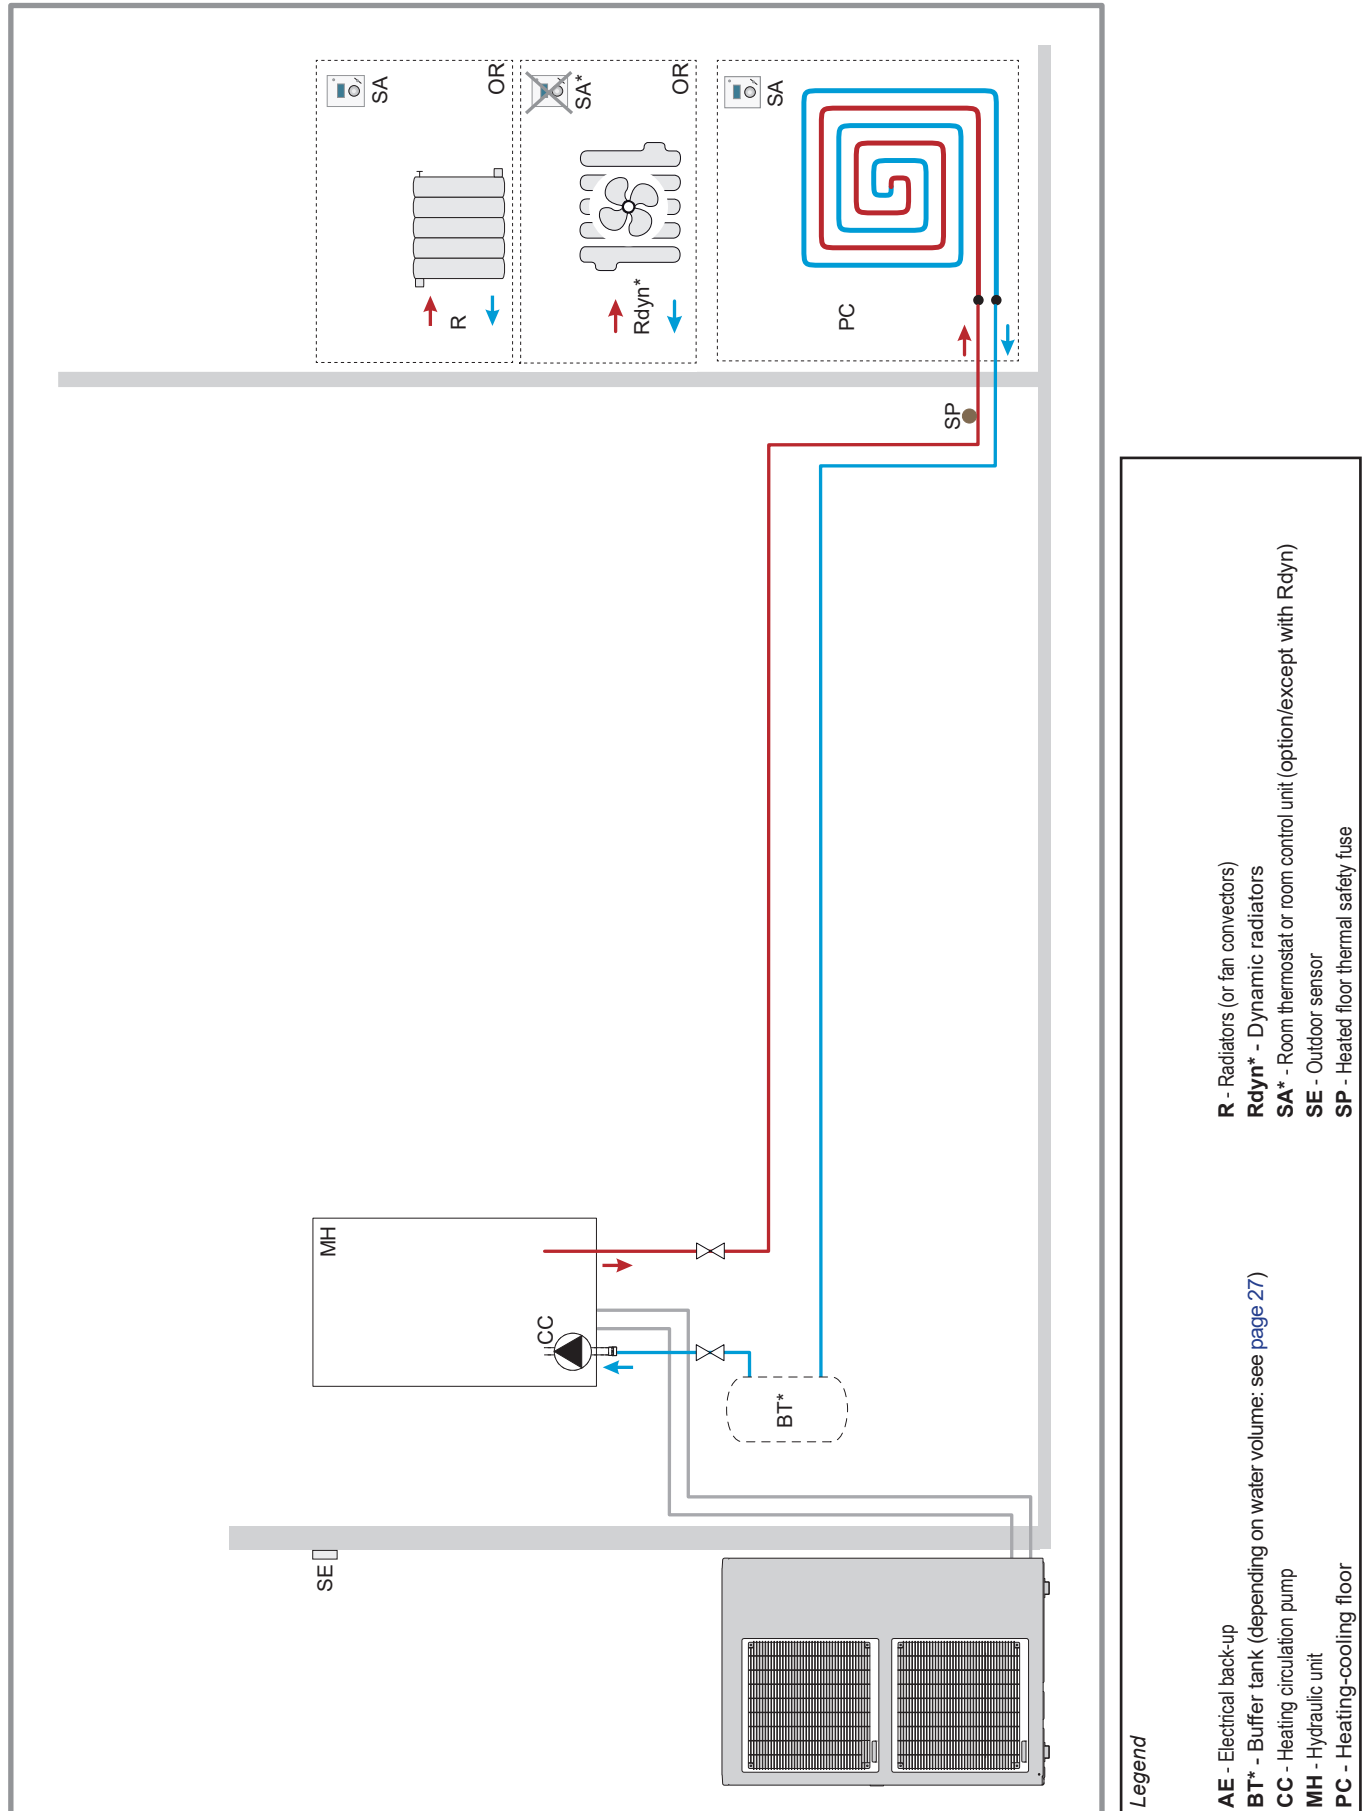 SE
MH
CC
BT*
SP
SA
R
OR
SA*
Rdyn*
OR
SA
PC
Legend
AE - Electrical back-up
BT* - Buffer tank (depending on water volume: see page 27)
CC - Heating circulation pump
MH - Hydraulic unit
PC - Heating-cooling floor
R - Radiators (or fan convectors)
Rdyn* - Dynamic radiators
SA* - Room thermostat or room control unit (option/except with Rdyn)
SE - Outdoor sensor
SP - Heated floor thermal safety fuse